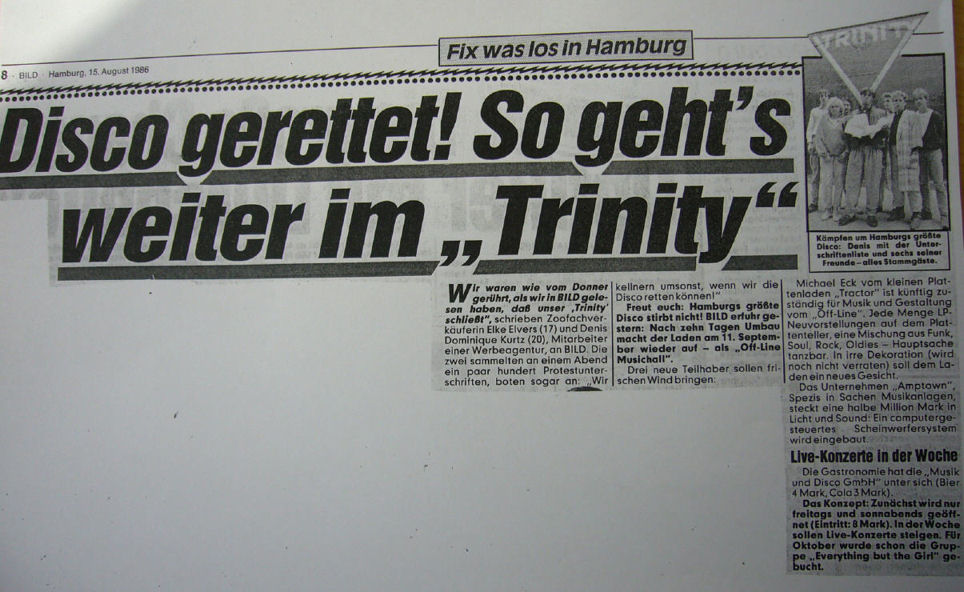 8 · BILD · Hamburg, 15. August 1986
Fix was los in Hamburg
TRINITY
Disco gerettet! So geht's
weiter im „Trinity“
Kämpfen um Hamburgs größte
Disco: Denis mit der Unter-
schriftenliste und sechs seiner
Freunde – alles Stammgäste.
Wir waren wie vom Donner
gerührt, als wir in BILD gele-
sen haben, daß unser ‚Trinity‘
schließt“, schrieben Zoofachver-
käuferin Elke Elvers (17) und Denis
Dominique Kurtz (20), Mitarbeiter
einer Werbeagentur, an BILD. Die
zwei sammelten an einem Abend
ein paar hundert Protestunter-
schriften, boten sogar an: „Wir
kellnern umsonst, wenn wir die
Disco retten können!“
Freut euch: Hamburgs größte
Disco stirbt nicht! BILD erfuhr ge-
stern: Nach zehn Tagen Umbau
macht der Laden am 11. Septem-
ber wieder auf – als „Off-Line
Musichall“.
Drei neue Teilhaber sollen fri-
schen Wind bringen:
Michael Eck vom kleinen Plat-
tenladen „Tractor“ ist künftig zu-
ständig für Musik und Gestaltung
vom „Off-Line“. Jede Menge LP-
Neuvorstellungen auf dem Plat-
tenteller, eine Mischung aus Funk,
Soul, Rock, Oldies – Hauptsache
tanzbar. In irre Dekoration (wird
noch nicht verraten) soll dem La-
den ein neues Gesicht.
Das Unternehmen „Amptown“,
Spezis in Sachen Musikanlagen,
steckt eine halbe Million Mark in
Licht und Sound: Ein computerge-
steuertes Scheinwerfersystem
wird eingebaut.
Live-Konzerte in der Woche
Die Gastronomie hat die „Musik
und Disco GmbH“ unter sich (Bier
4 Mark, Cola 3 Mark).
Das Konzept: Zunächst wird nur
freitags und sonnabends geöff-
net (Eintritt: 8 Mark). In der Woche
sollen Live-Konzerte steigen. Für
Oktober wurde schon die Grup-
pe „Everything but the Girl“ ge-
bucht.